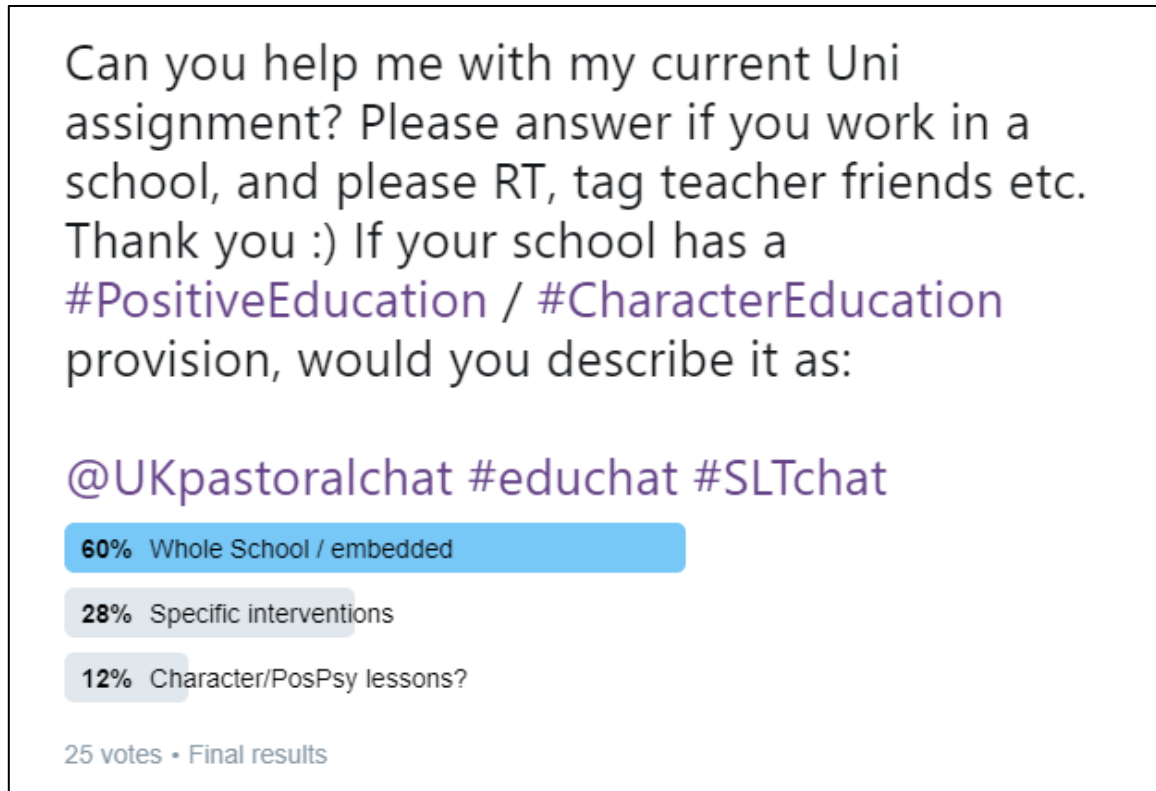 Can you help me with my current Uni
assignment? Please answer if you work in a
school, and please RT, tag teacher friends etc.
Thank you :) If your school has a
#PositiveEducation / #CharacterEducation
provision, would you describe it as:
@UKpastoralchat #educhat #SLTchat
60% Whole School / embedded
28% Specific interventions
12% Character/PosPsy lessons?
25 votes • Final results